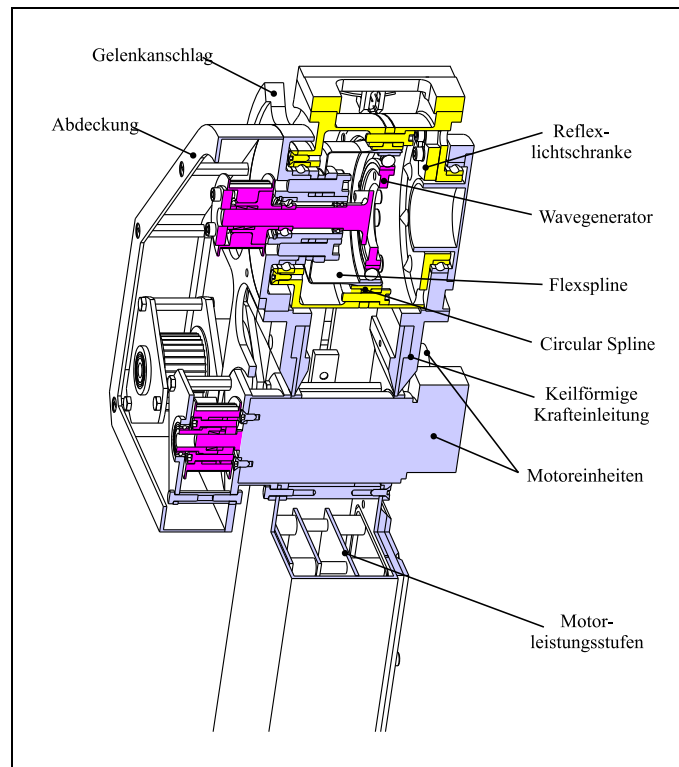 Gelenkanschlag
Abdeckung
Reflex-
lichtschranke
Wavegenerator
Flexspline
Circular Spline
Keilförmige
Krafteinleitung
Motoreinheiten
Motor-
leistungsstufen